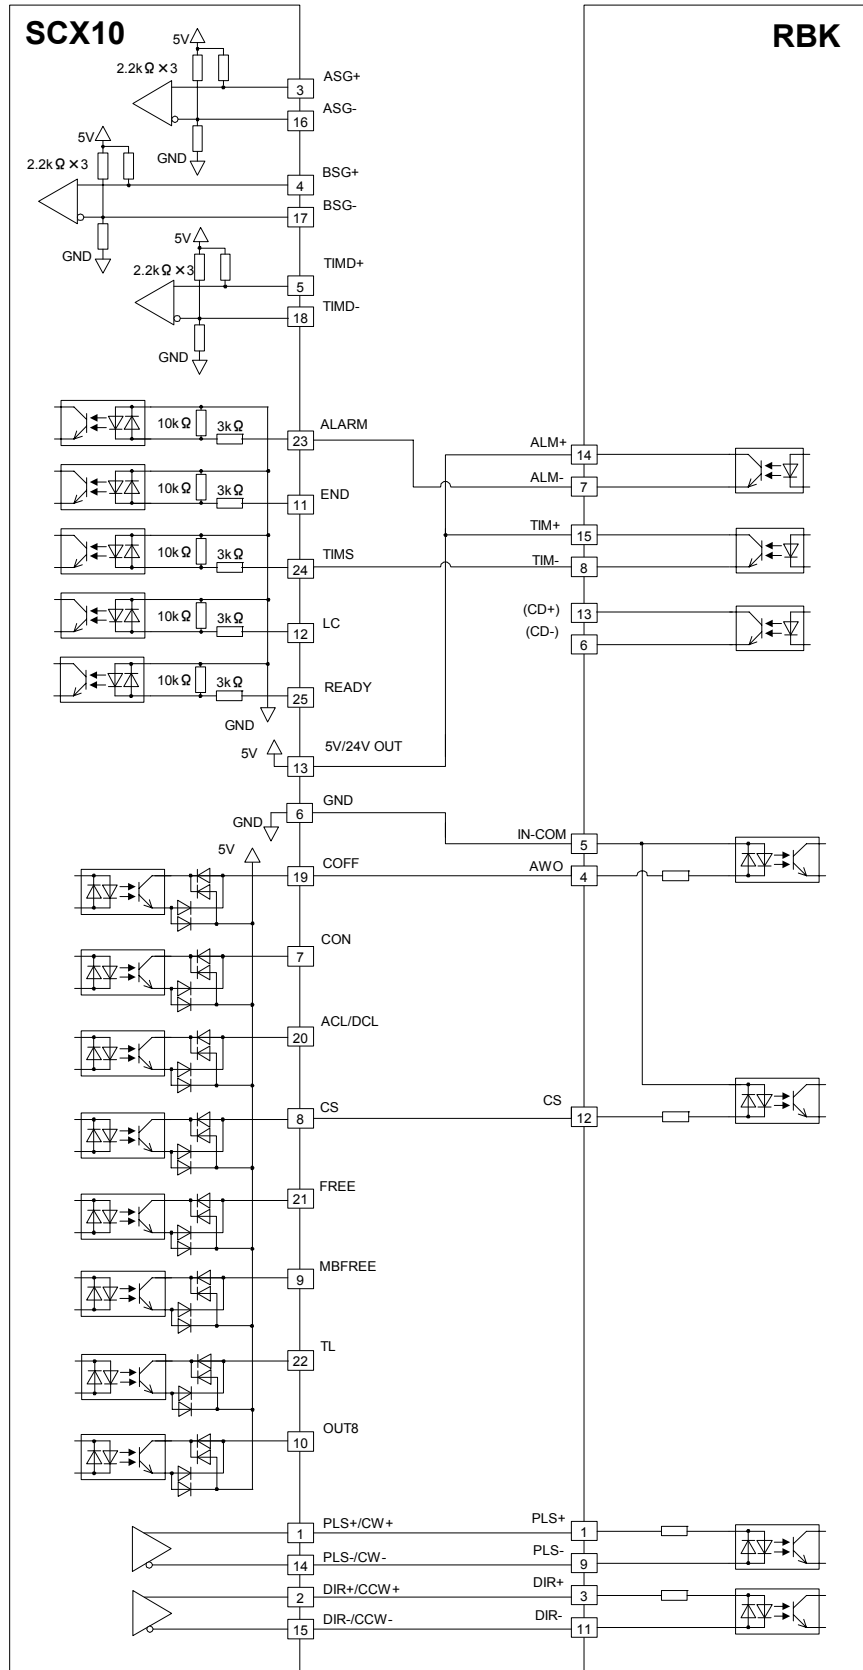 SCX10
RBK
5V
2.2kΩ×3
ASG+
3
ASG-
16
GND
5V
2.2kΩ×3
BSG+
4
BSG-
17
GND
5V
2.2kΩ×3
TIMD+
5
TIMD-
18
GND
10kΩ
3kΩ
ALARM
23
ALM+
14
ALM-
7
10kΩ
3kΩ
END
11
TIM+
15
10kΩ
3kΩ
TIMS
24
TIM-
8
(CD+)
13
(CD-)
6
10kΩ
3kΩ
LC
12
10kΩ
3kΩ
READY
25
GND
5V
5V/24V OUT
13
GND
6
GND
IN-COM
5
5V
COFF
19
AWO
4
CON
7
ACL/DCL
20
CS
8
CS
12
FREE
21
MBFREE
9
TL
22
OUT8
10
PLS+/CW+
1
PLS+
1
PLS-/CW-
14
PLS-
9
DIR+/CCW+
2
DIR+
3
DIR-/CCW-
15
DIR-
11